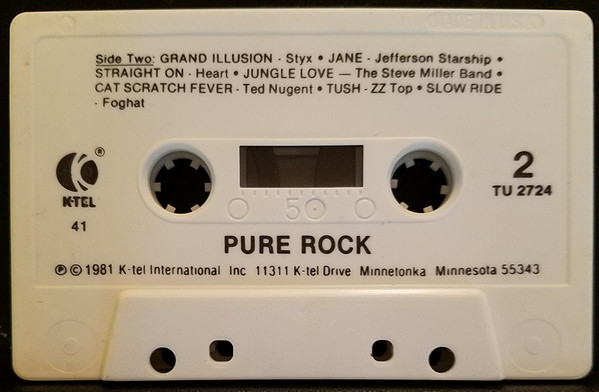 Side Two: GRAND ILLUSION - Styx • JANE - Jefferson Starship •
STRAIGHT ON - Heart • JUNGLE LOVE — The Steve Miller Band •
CAT SCRATCH FEVER - Ted Nugent • TUSH - ZZ Top • SLOW RIDE
- Foghat
®
K-TEL
41
2
TU 2724
50
PURE ROCK
℗ © 1981 K-tel International Inc 11311 K-tel Drive Minnetonka Minnesota 55343